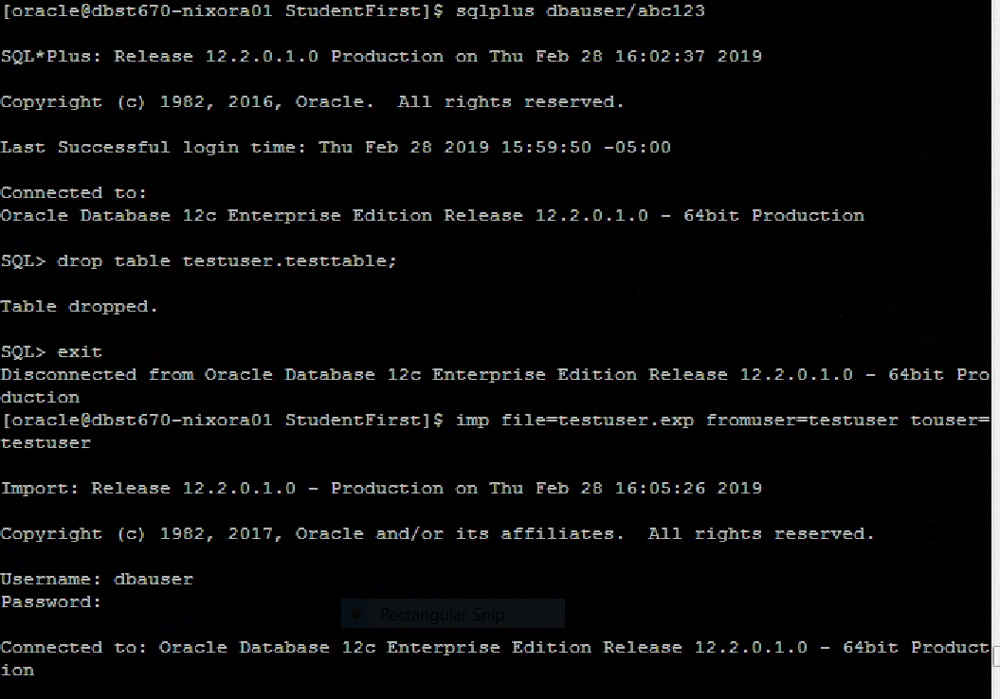 [oracle@dbst670-nixora01 StudentFirst]$ sqlplus dbauser/abc123
SQL*Plus: Release 12.2.0.1.0 Production on Thu Feb 28 16:02:37 2019
Copyright (c) 1982, 2016, Oracle.  All rights reserved.
Last Successful login time: Thu Feb 28 2019 15:59:50 -05:00
Connected to:
Oracle Database 12c Enterprise Edition Release 12.2.0.1.0 - 64bit Production
SQL> drop table testuser.testtable;
Table dropped.
SQL> exit
Disconnected from Oracle Database 12c Enterprise Edition Release 12.2.0.1.0 - 64bit Pro
duction
[oracle@dbst670-nixora01 StudentFirst]$ imp file=testuser.exp fromuser=testuser touser=
testuser
Import: Release 12.2.0.1.0 - Production on Thu Feb 28 16:05:26 2019
Copyright (c) 1982, 2017, Oracle and/or its affiliates.  All rights reserved.
Username: dbauser
Password:
Rectangular Snip
Connected to: Oracle Database 12c Enterprise Edition Release 12.2.0.1.0 - 64bit Product
ion